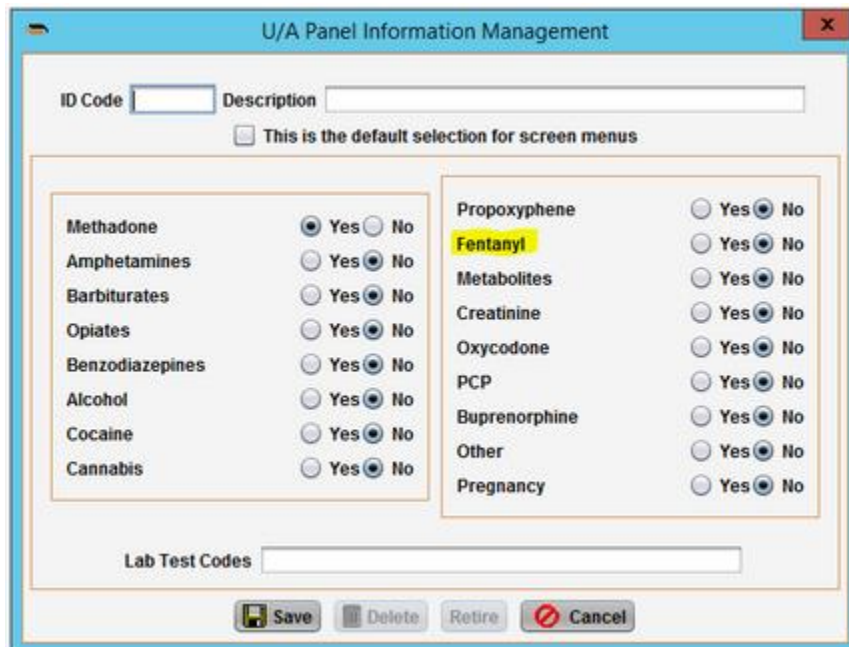 U/A Panel Information Management
x
ID Code Description
This is the default selection for screen menus
Methadone Yes No
Amphetamines Yes No
Barbiturates Yes No
Opiates Yes No
Benzodiazepines Yes No
Alcohol Yes No
Cocaine Yes No
Cannabis Yes No
Propoxyphene Yes No
Fentanyl Yes No
Metabolites Yes No
Creatinine Yes No
Oxycodone Yes No
PCP Yes No
Buprenorphine Yes No
Other Yes No
Pregnancy Yes No
Lab Test Codes
Save Delete Retire Cancel